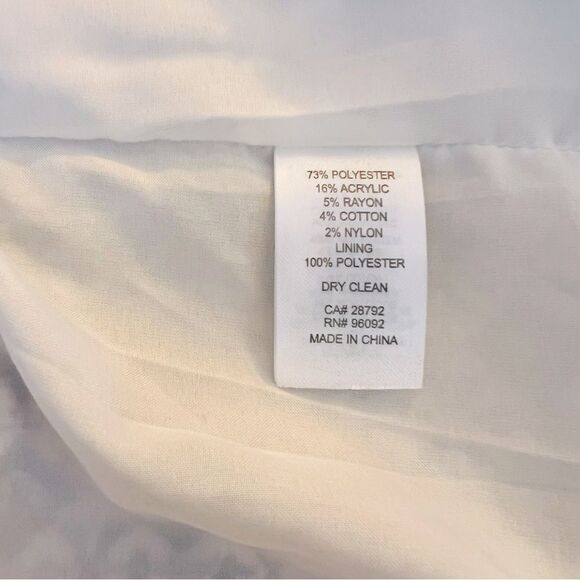 73% POLYESTER
16% ACRYLIC
5% RAYON
4% COTTON
2% NYLON
LINING
100% POLYESTER
DRY CLEAN
CA# 28792
RN# 96092
MADE IN CHINA